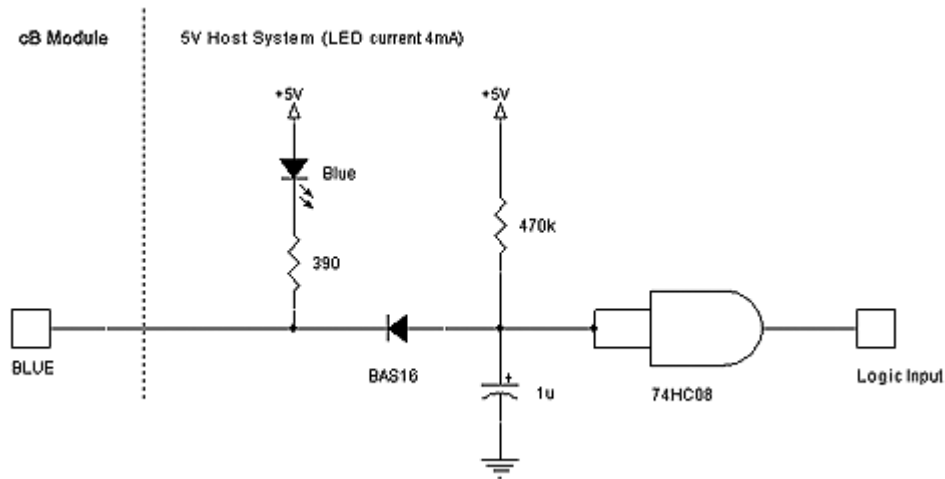 cB Module
5V Host System (LED current 4mA)
+5V
+5V
Blue
470k
390
BLUE
BAS16
+
1u
74HC08
Logic Input